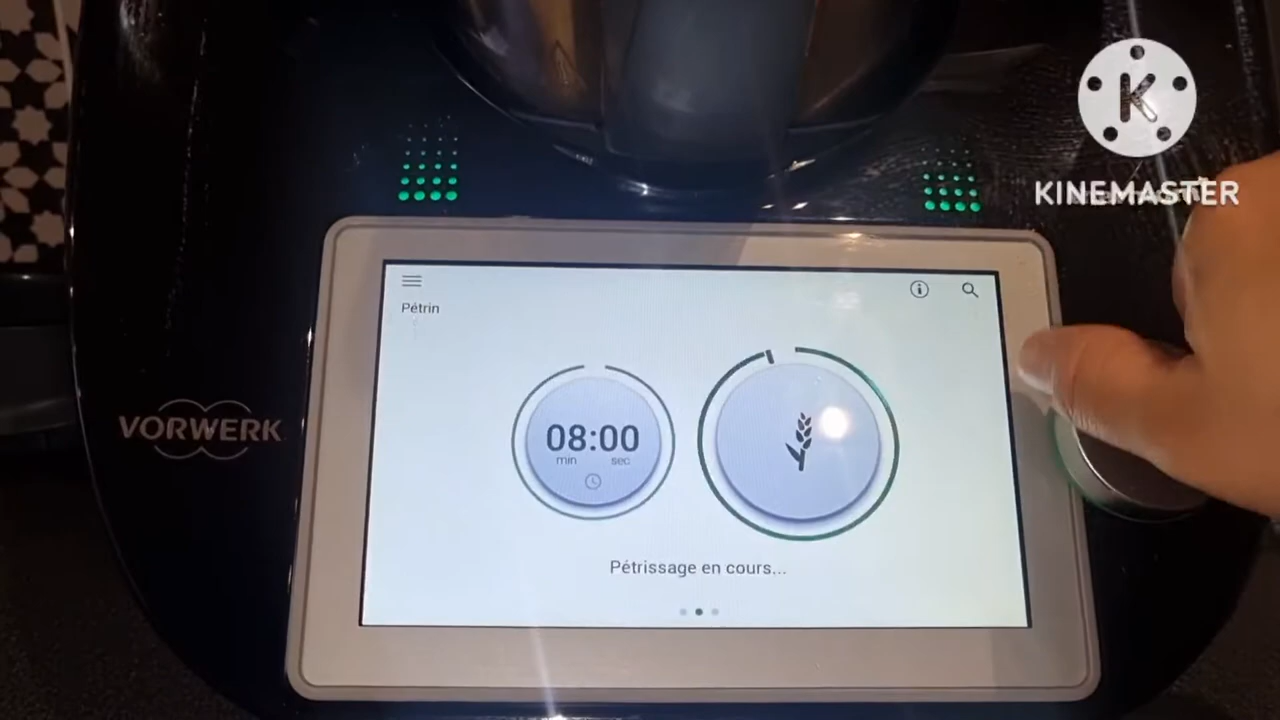 K
KINEMASTER
Pétrin
VORWERK
08:00
min sec
Pétrissage en cours...